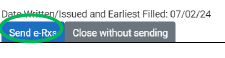 Date Written/Issued and Earliest Filled: 07/02/24
Send e-Rxs Close without sending